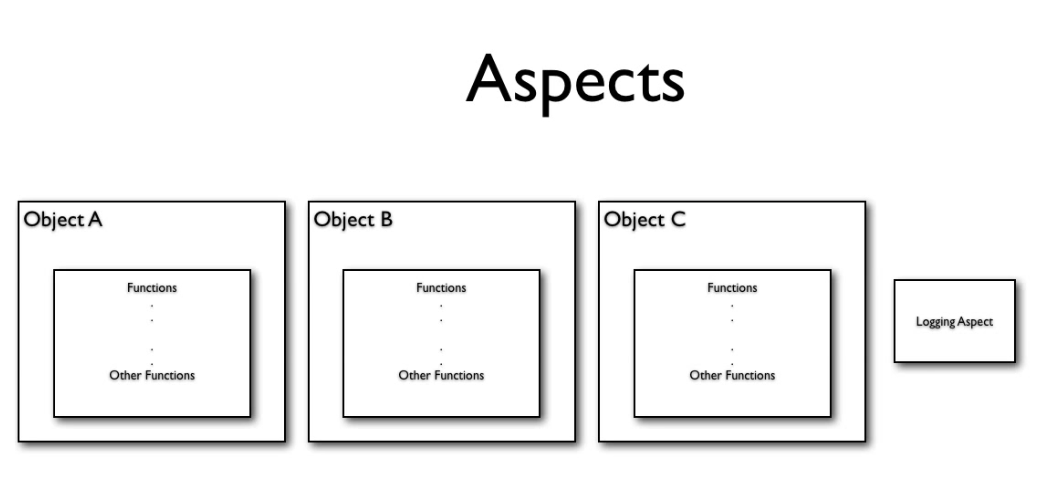 Aspects
Object A
Functions
.
.
.
.
Other Functions
Object B
Functions
.
.
.
.
Other Functions
Object C
Functions
.
.
.
.
Other Functions
Logging Aspect